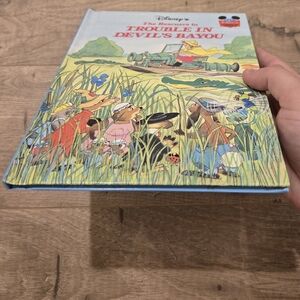 Disney's
The Rescuers in
TROUBLE IN
DEVIL'S BAYOU